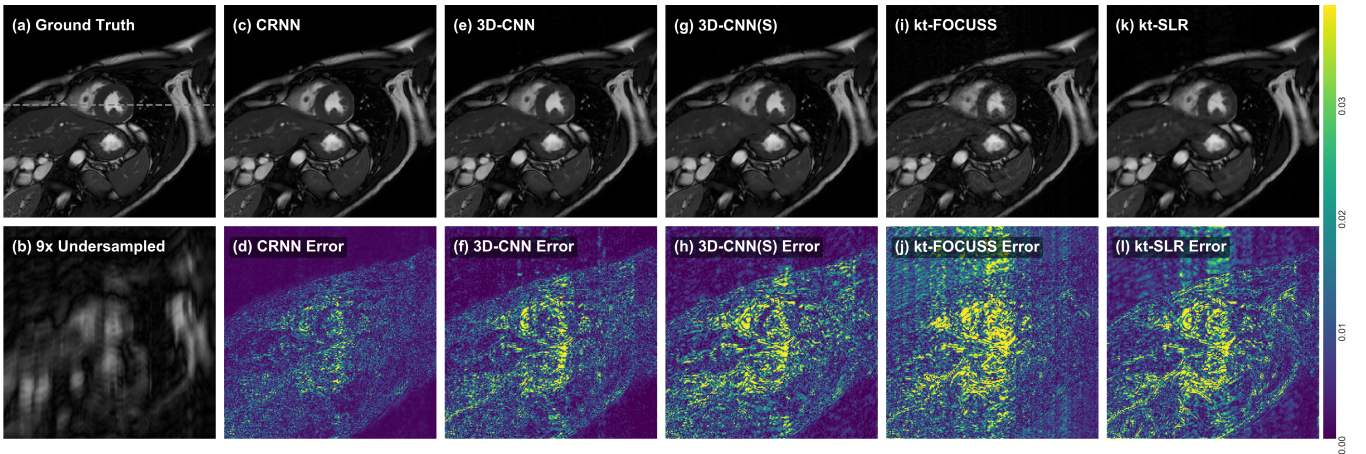 (a) Ground Truth
(c) CRNN
(e) 3D-CNN
(g) 3D-CNN(S)
(i) kt-FOCUSS
(k) kt-SLR
(b) 9x Undersampled
(d) CRNN Error
(f) 3D-CNN Error
(h) 3D-CNN(S) Error
(j) kt-FOCUSS Error
(l) kt-SLR Error
0.03
0.02
0.01
0.00